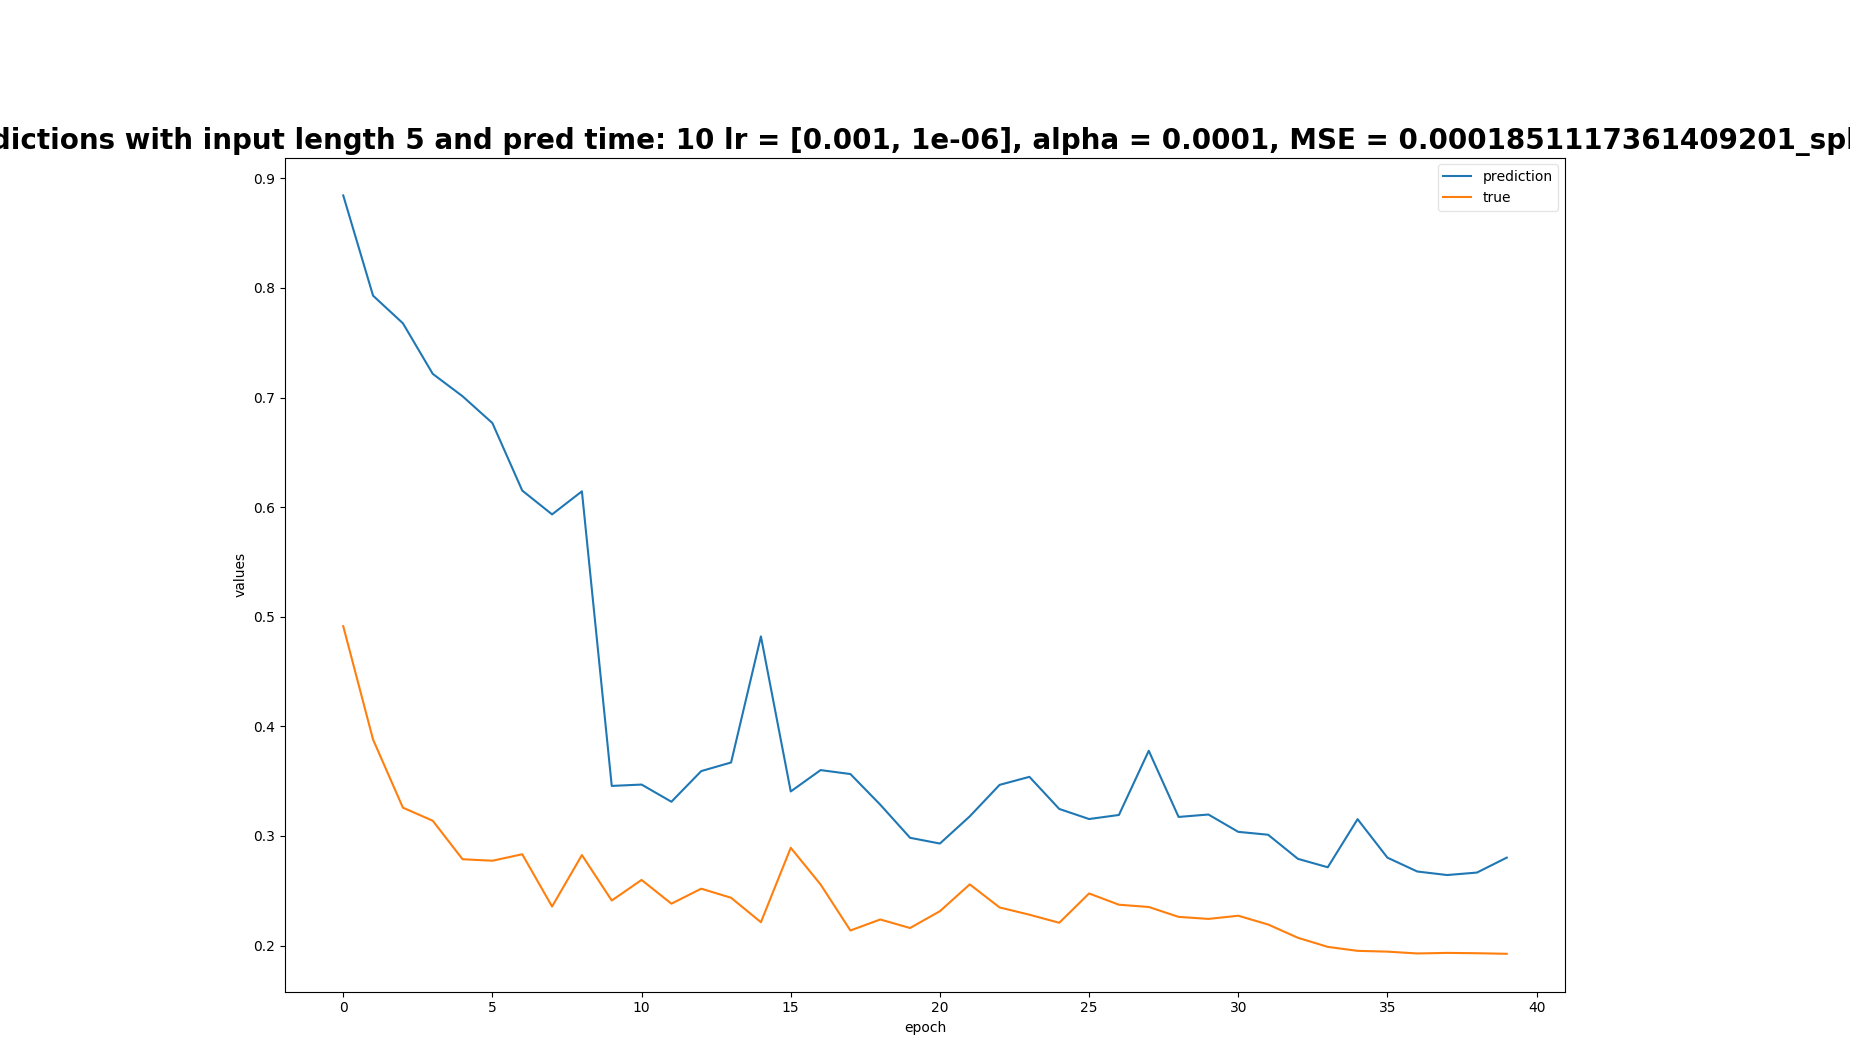 dictions with input length 5 and pred time: 10 lr = [0.001, 1e-06], alpha = 0.0001, MSE = 0.0001851117361409201_spl
prediction
true
0.9
0.8
0.7
0.6
0.5
0.4
0.3
0.2
values
0 5 10 15 20 25 30 35 40
epoch